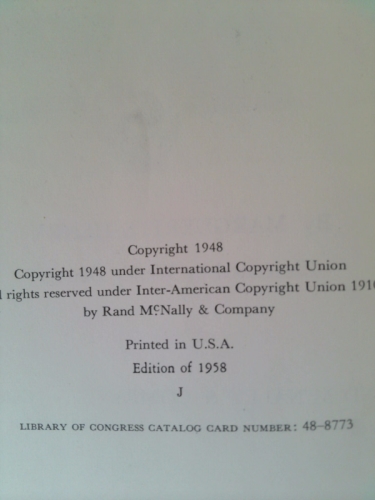 Copyright 1948
Copyright 1948 under International Copyright Union
rights reserved under Inter-American Copyright Union 1910
by Rand McNally & Company
Printed in U.S.A.
Edition of 1958
J
LIBRARY OF CONGRESS CATALOG CARD NUMBER: 48-8773